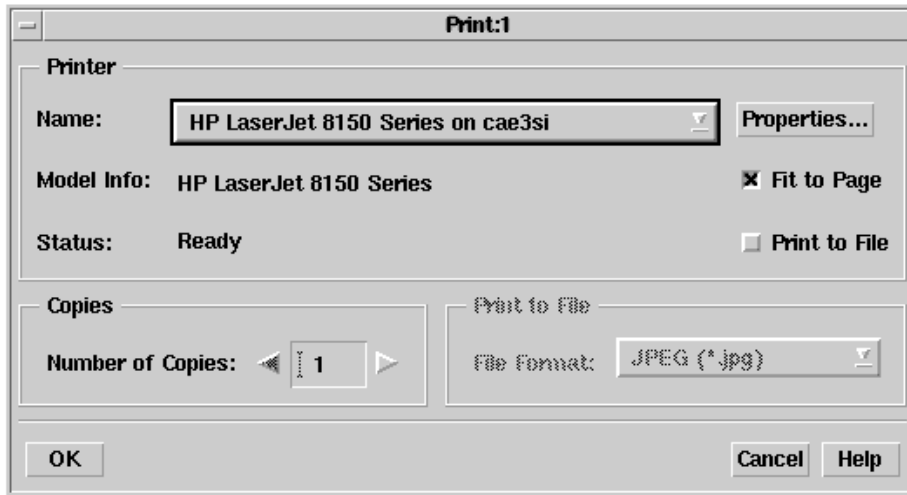 Print:1
Printer
Name: HP LaserJet 8150 Series on cae3si Properties...
Model Info: HP LaserJet 8150 Series Fit to Page
Status: Ready Print to File
Copies Print to File
Number of Copies: 1 File Format: JPEG (*.jpg)
OK Cancel Help